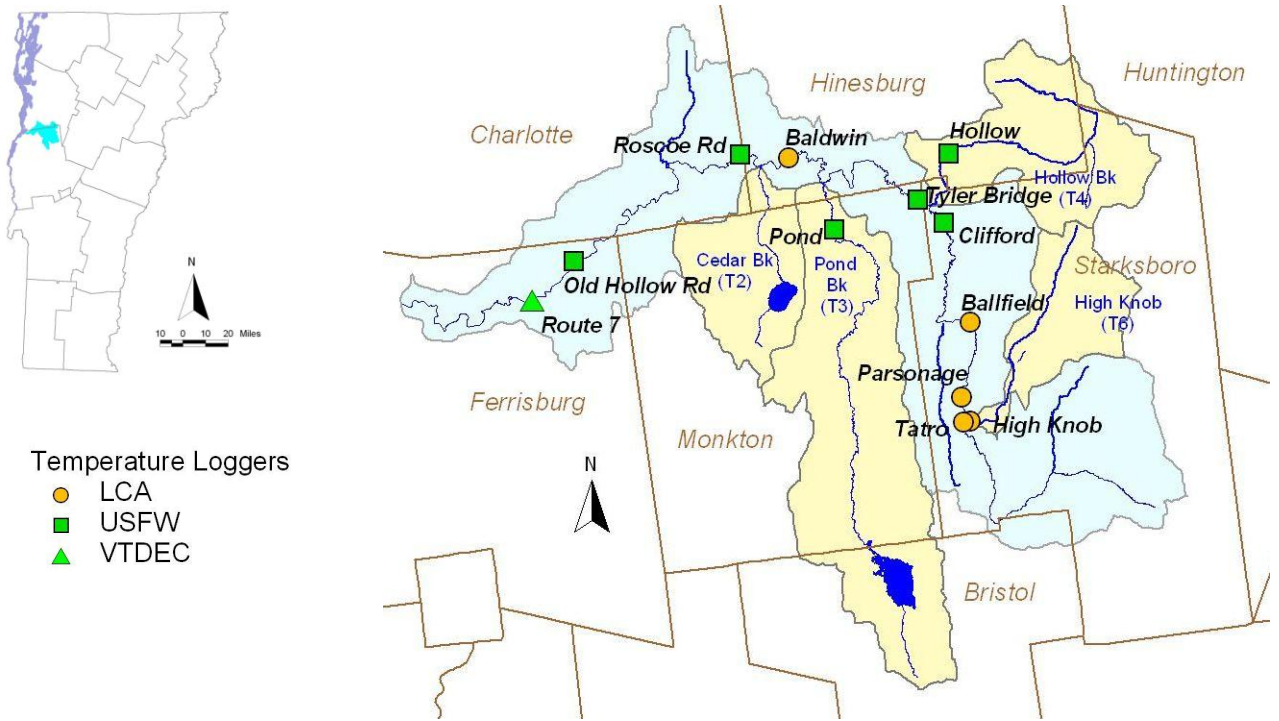 Hinesburg
Huntington
Charlotte
Roscoe Rd
Baldwin
Hollow
Hollow Bk
(T4)
Tyler Bridge
Pond
Clifford
Cedar Bk
(T2)
Pond
Bk
(T3)
Starksboro
Old Hollow Rd
Route 7
Ballfield
High Knob
(T6)
Parsonage
Ferrisburg
Monkton
Tatro
High Knob
Bristol
N
N
10 0 10 20 Miles
Temperature Loggers
LCA
USFW
VTDEC